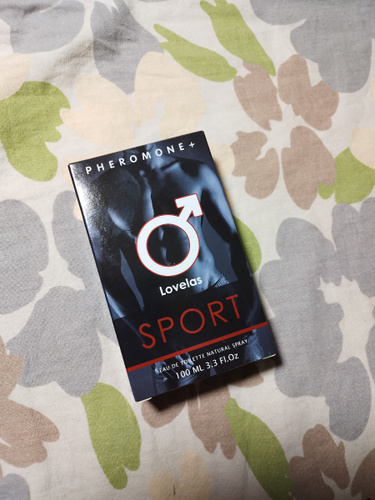 PHEROMONE+
Lovelas
SPORT
EAU DE TOILETTE NATURAL SPRAY
100 ML 3.3 Fl.Oz